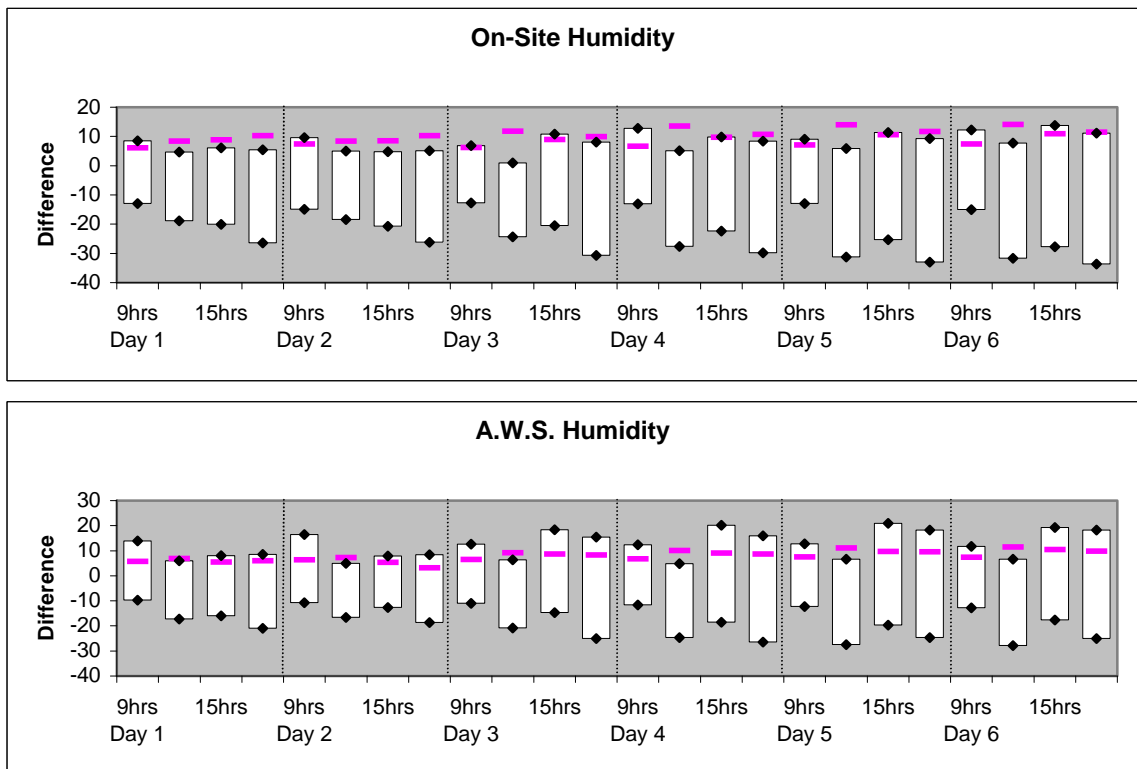 On-Site Humidity
20
10
0
-10
-20
-30
-40
Difference
9hrs 15hrs 9hrs 15hrs 9hrs 15hrs 9hrs 15hrs 9hrs 15hrs 9hrs 15hrs
Day 1 Day 2 Day 3 Day 4 Day 5 Day 6
A.W.S. Humidity
30
20
10
0
-10
-20
-30
-40
Difference
9hrs 15hrs 9hrs 15hrs 9hrs 15hrs 9hrs 15hrs 9hrs 15hrs 9hrs 15hrs
Day 1 Day 2 Day 3 Day 4 Day 5 Day 6